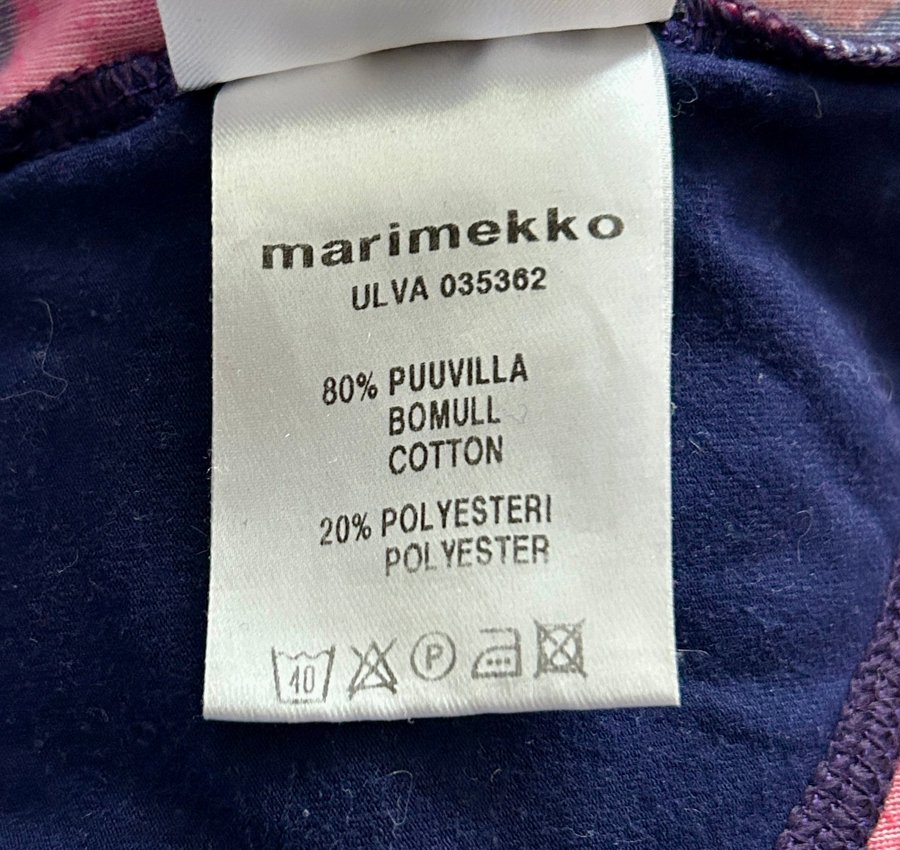 marimekko
ULVA 035362
80% PUUVILLA
BOMULL
COTTON
20% POLYESTERI
POLYESTER
40 P